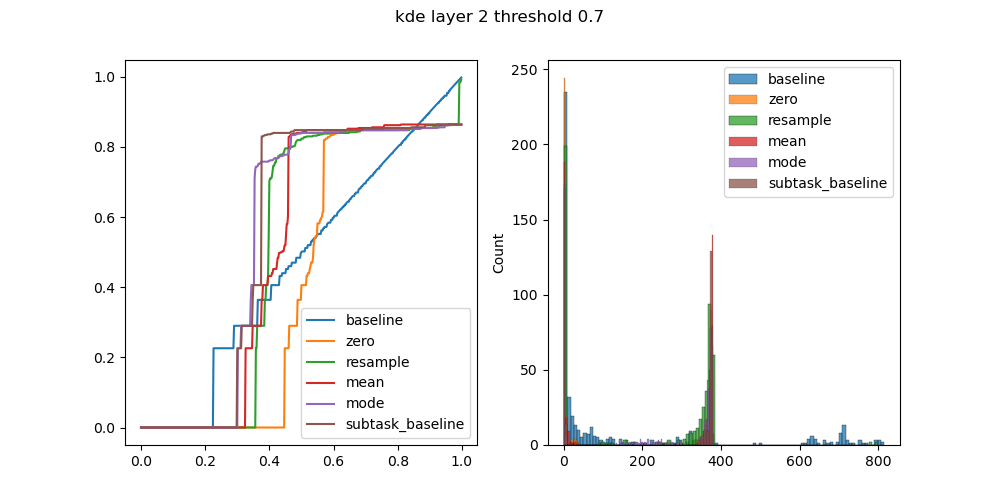 kde layer 2 threshold 0.7
1.0
0.8
0.6
0.4
0.2
0.0
0.0 0.2 0.4 0.6 0.8 1.0
baseline
zero
resample
mean
mode
subtask_baseline
Count
250
200
150
100
50
0
0 200 400 600 800
baseline
zero
resample
mean
mode
subtask_baseline